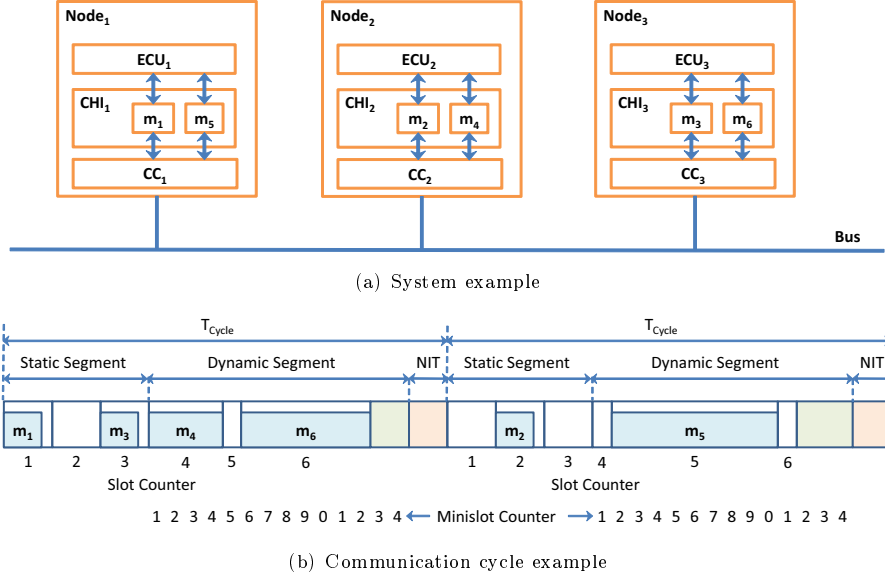 Node1 Node2 Node3
ECU1 ECU2 ECU3
CHI1 CHI2 CHI3
m1 m5 m2 m4 m3 m6
CC1 CC2 CC3
Bus
(a) System example
TCycle TCycle
Static Segment Dynamic Segment NIT Static Segment Dynamic Segment NIT
m1 m3 m4 m6 m2 m5
1 2 3 4 5 6 1 2 3 4 5 6
Slot Counter Slot Counter
1 2 3 4 5 6 7 8 9 0 1 2 3 4 Minislot Counter 1 2 3 4 5 6 7 8 9 0 1 2 3 4
(b) Communication cycle example